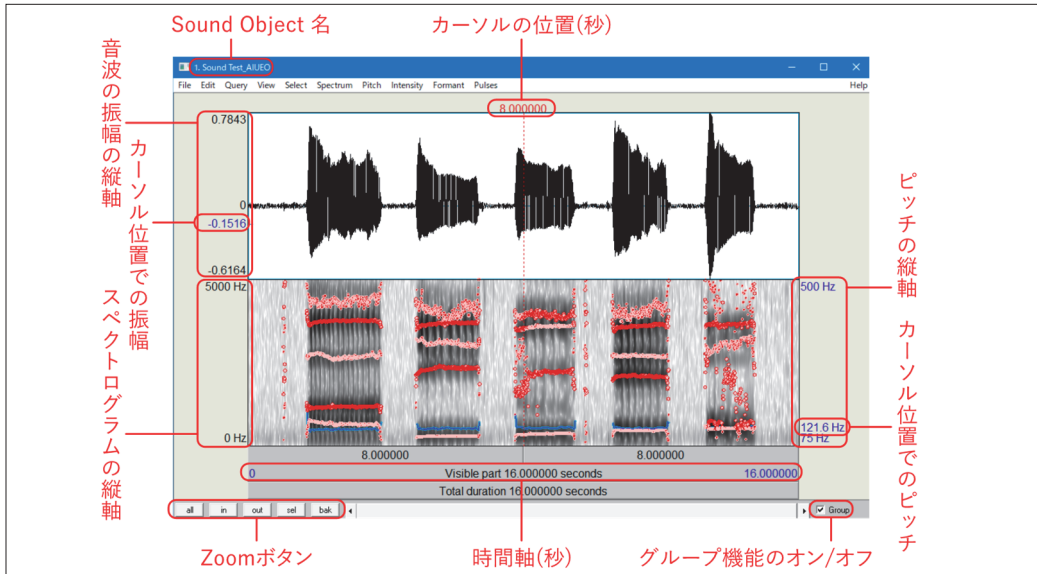 Sound Object 名
カーソルの位置(秒)
音波の振幅の縦軸
カーソル位置での振幅
スペクトログラムの縦軸
1. Sound Test_AIUEO
File Edit Query View Select Spectrum Pitch Intensity Formant Pulses Help
8.000000
0.7843
0
-0.1516
-0.6164
5000 Hz
0 Hz
500 Hz
121.6 Hz
75 Hz
ピッチの縦軸
カーソル位置でのピッチ
8.000000 8.000000
0 Visible part 16.000000 seconds 16.000000
Total duration 16.000000 seconds
all in out sel bak Group
Zoomボタン
時間軸(秒)
グループ機能のオン/オフ